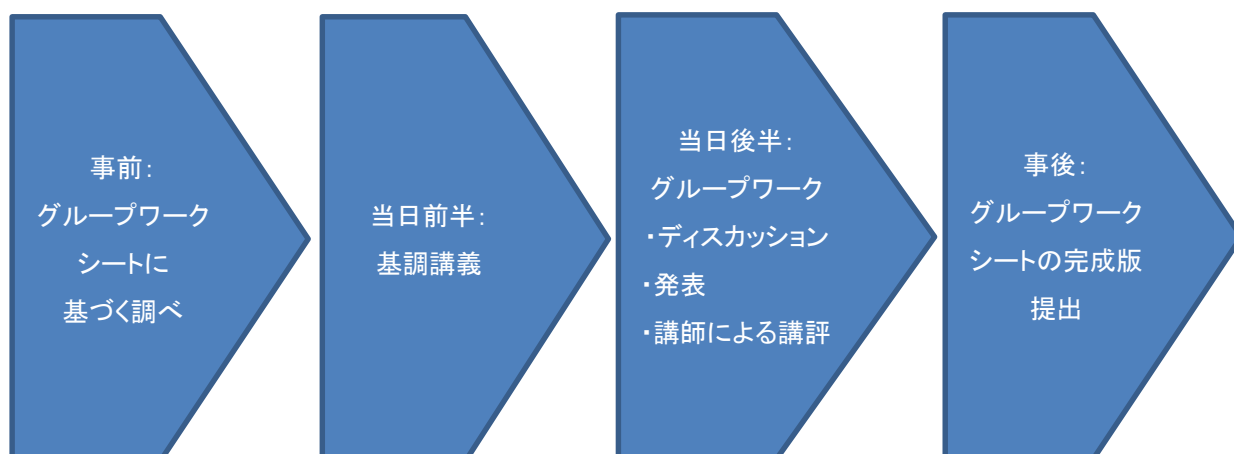 事前：
グループワーク
シートに
基づく調べ
当日前半：
基調講義
当日後半：
グループワーク
・ディスカッション
・発表
・講師による講評
事後：
グループワーク
シートの完成版
提出